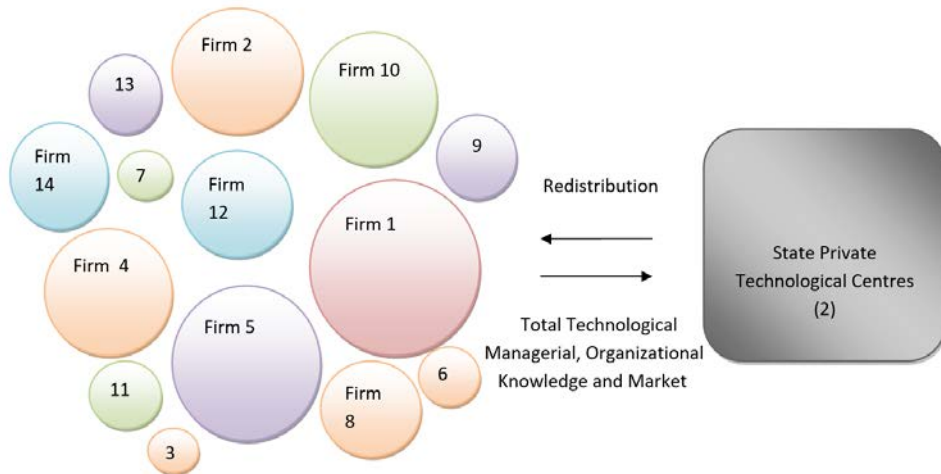 Firm 2
Firm 10
13
9
Firm
14
7
Firm
12
Redistribution
Firm 1
State Private
Technological Centres
(2)
Firm 4
Firm 5
Total Technological
Managerial, Organizational
Knowledge and Market
6
11
Firm
8
3